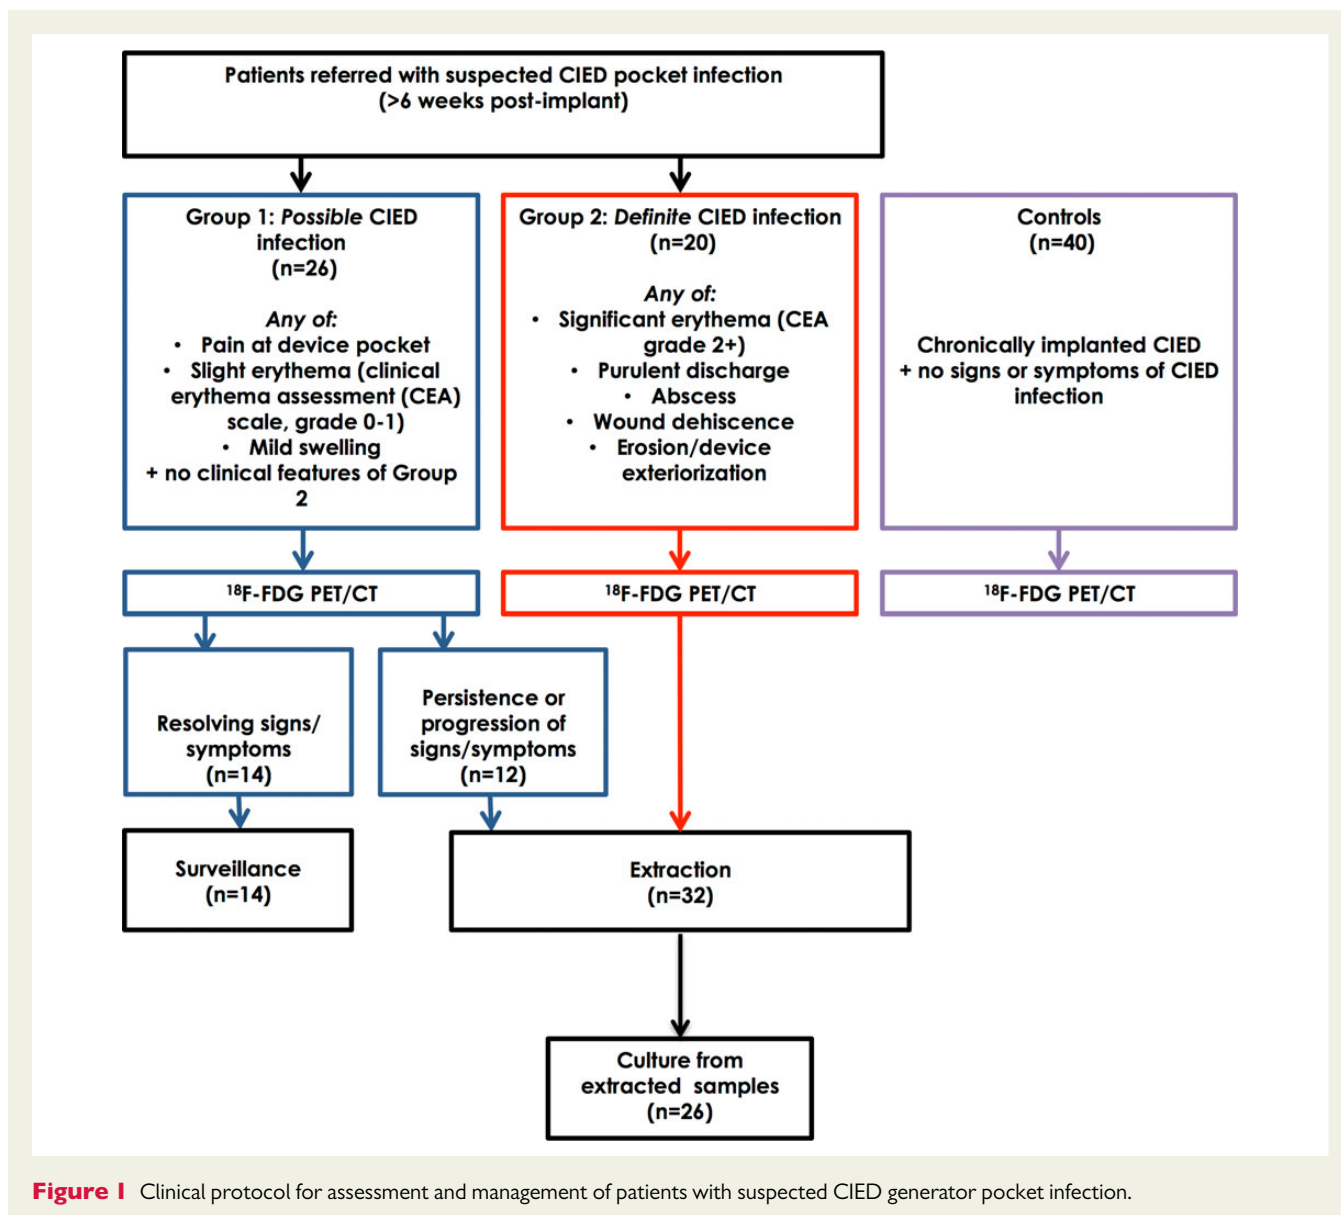 Patients referred with suspected CIED pocket infection
(>6 weeks post-implant)
Group 1: Possible CIED
infection
(n=26)
Any of:
• Pain at device pocket
• Slight erythema (clinical
erythema assessment (CEA)
scale, grade 0-1)
• Mild swelling
+ no clinical features of Group
2
Group 2: Definite CIED infection
(n=20)
Any of:
• Significant erythema (CEA
grade 2+)
• Purulent discharge
• Abscess
• Wound dehiscence
• Erosion/device
exteriorization
Controls
(n=40)
Chronically implanted CIED
+ no signs or symptoms of CIED
infection
¹⁸F-FDG PET/CT
¹⁸F-FDG PET/CT
¹⁸F-FDG PET/CT
Resolving signs/
symptoms
(n=14)
Persistence or
progression of
signs/symptoms
(n=12)
Surveillance
(n=14)
Extraction
(n=32)
Culture from
extracted samples
(n=26)
Figure 1 Clinical protocol for assessment and management of patients with suspected CIED generator pocket infection.